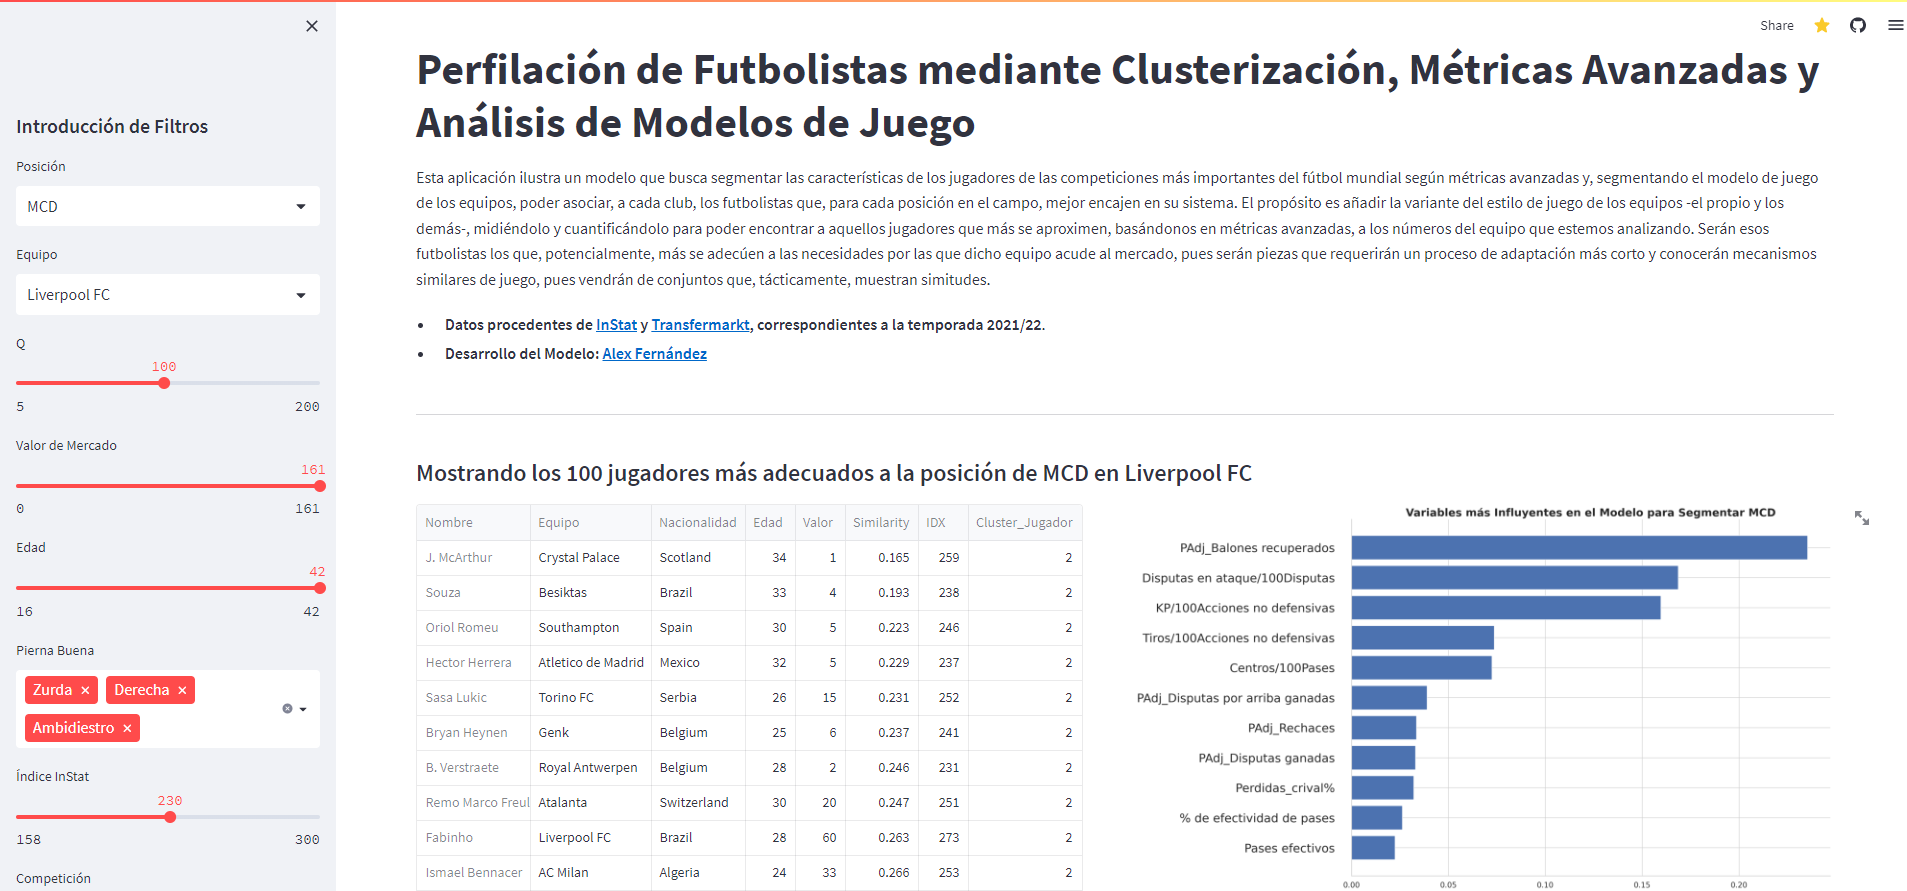 Share
Introducción de Filtros
Posición
MCD
Equipo
Liverpool FC
Q
100
5 200
Valor de Mercado
161
0 161
Edad
42
16 42
Pierna Buena
Zurda × Derecha ×
Ambidiestro ×
Índice InStat
230
158 300
Competición
Perfilación de Futbolistas mediante Clusterización, Métricas Avanzadas y
Análisis de Modelos de Juego
Esta aplicación ilustra un modelo que busca segmentar las características de los jugadores de las competiciones más importantes del fútbol mundial según métricas avanzadas y, segmentando el modelo de juego
de los equipos, poder asociar, a cada club, los futbolistas que, para cada posición en el campo, mejor encajen en su sistema. El propósito es añadir la variante del estilo de juego de los equipos -el propio y los
demás-, midiéndolo y cuantificándolo para poder encontrar a aquellos jugadores que más se aproximen, basándonos en métricas avanzadas, a los números del equipo que estemos analizando. Serán esos
futbolistas los que, potencialmente, más se adecúen a las necesidades por las que dicho equipo acude al mercado, pues serán piezas que requerirán un proceso de adaptación más corto y conocerán mecanismos
similares de juego, pues vendrán de conjuntos que, tácticamente, muestran simitudes.
• Datos procedentes de InStat y Transfermarkt, correspondientes a la temporada 2021/22.
• Desarrollo del Modelo: Alex Fernández
Mostrando los 100 jugadores más adecuados a la posición de MCD en Liverpool FC
Nombre Equipo Nacionalidad Edad Valor Similarity IDX Cluster_Jugador
J. McArthur Crystal Palace Scotland 34 1 0.165 259 2
Souza Besiktas Brazil 33 4 0.193 238 2
Oriol Romeu Southampton Spain 30 5 0.223 246 2
Hector Herrera Atletico de Madrid Mexico 32 5 0.229 237 2
Sasa Lukic Torino FC Serbia 26 15 0.231 252 2
Bryan Heynen Genk Belgium 25 6 0.237 241 2
B. Verstraete Royal Antwerpen Belgium 28 2 0.246 231 2
Remo Marco Freul Atalanta Switzerland 30 20 0.247 251 2
Fabinho Liverpool FC Brazil 28 60 0.263 273 2
Ismael Bennacer AC Milan Algeria 24 33 0.266 253 2
Variables más Influyentes en el Modelo para Segmentar MCD
PAdj_Balones recuperados
Disputas en ataque/100Disputas
KP/100Acciones no defensivas
Tiros/100Acciones no defensivas
Centros/100Pases
PAdj_Disputas por arriba ganadas
PAdj_Rechaces
PAdj_Disputas ganadas
Perdidas_crival%
% de efectividad de pases
Pases efectivos
0.00 0.05 0.10 0.15 0.20